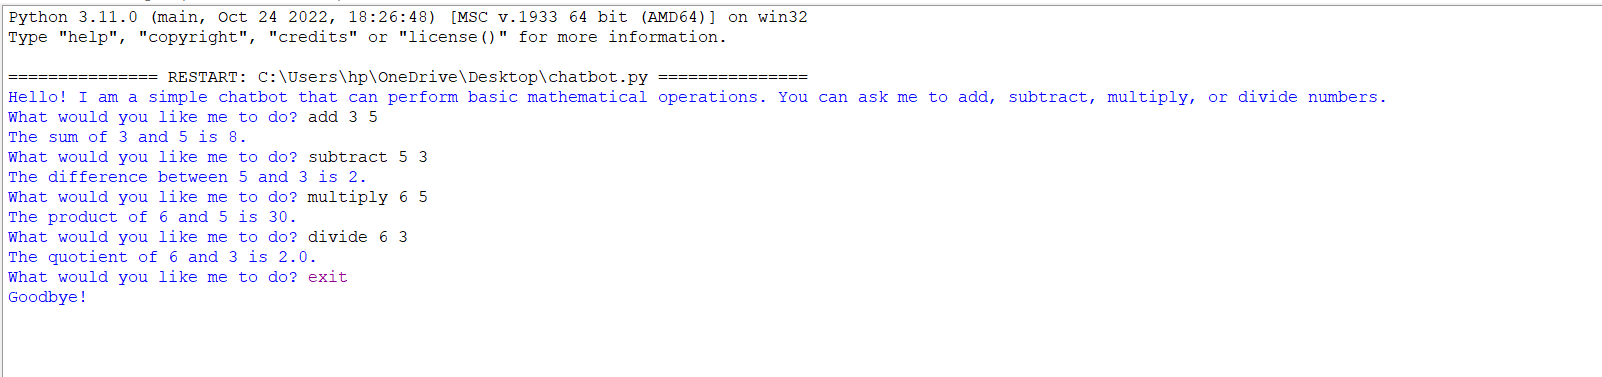 Python 3.11.0 (main, Oct 24 2022, 18:26:48) [MSC v.1933 64 bit (AMD64)] on win32
Type "help", "copyright", "credits" or "license()" for more information.
=============== RESTART: C:\Users\hp\OneDrive\Desktop\chatbot.py ===============
Hello! I am a simple chatbot that can perform basic mathematical operations. You can ask me to add, subtract, multiply, or divide numbers.
What would you like me to do? add 3 5
The sum of 3 and 5 is 8.
What would you like me to do? subtract 5 3
The difference between 5 and 3 is 2.
What would you like me to do? multiply 6 5
The product of 6 and 5 is 30.
What would you like me to do? divide 6 3
The quotient of 6 and 3 is 2.0.
What would you like me to do? exit
Goodbye!